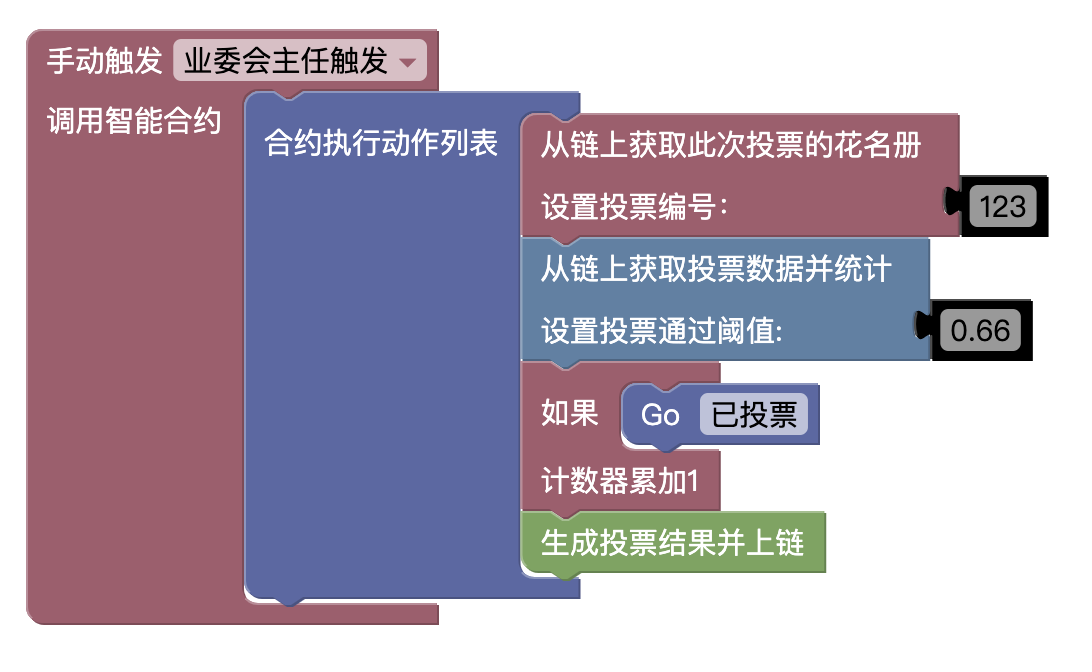 手动触发 业委会主任触发
调用智能合约
合约执行动作列表
从链上获取此次投票的花名册
设置投票编号：
123
从链上获取投票数据并统计
设置投票通过阈值:
0.66
如果
Go 已投票
计数器累加1
生成投票结果并上链